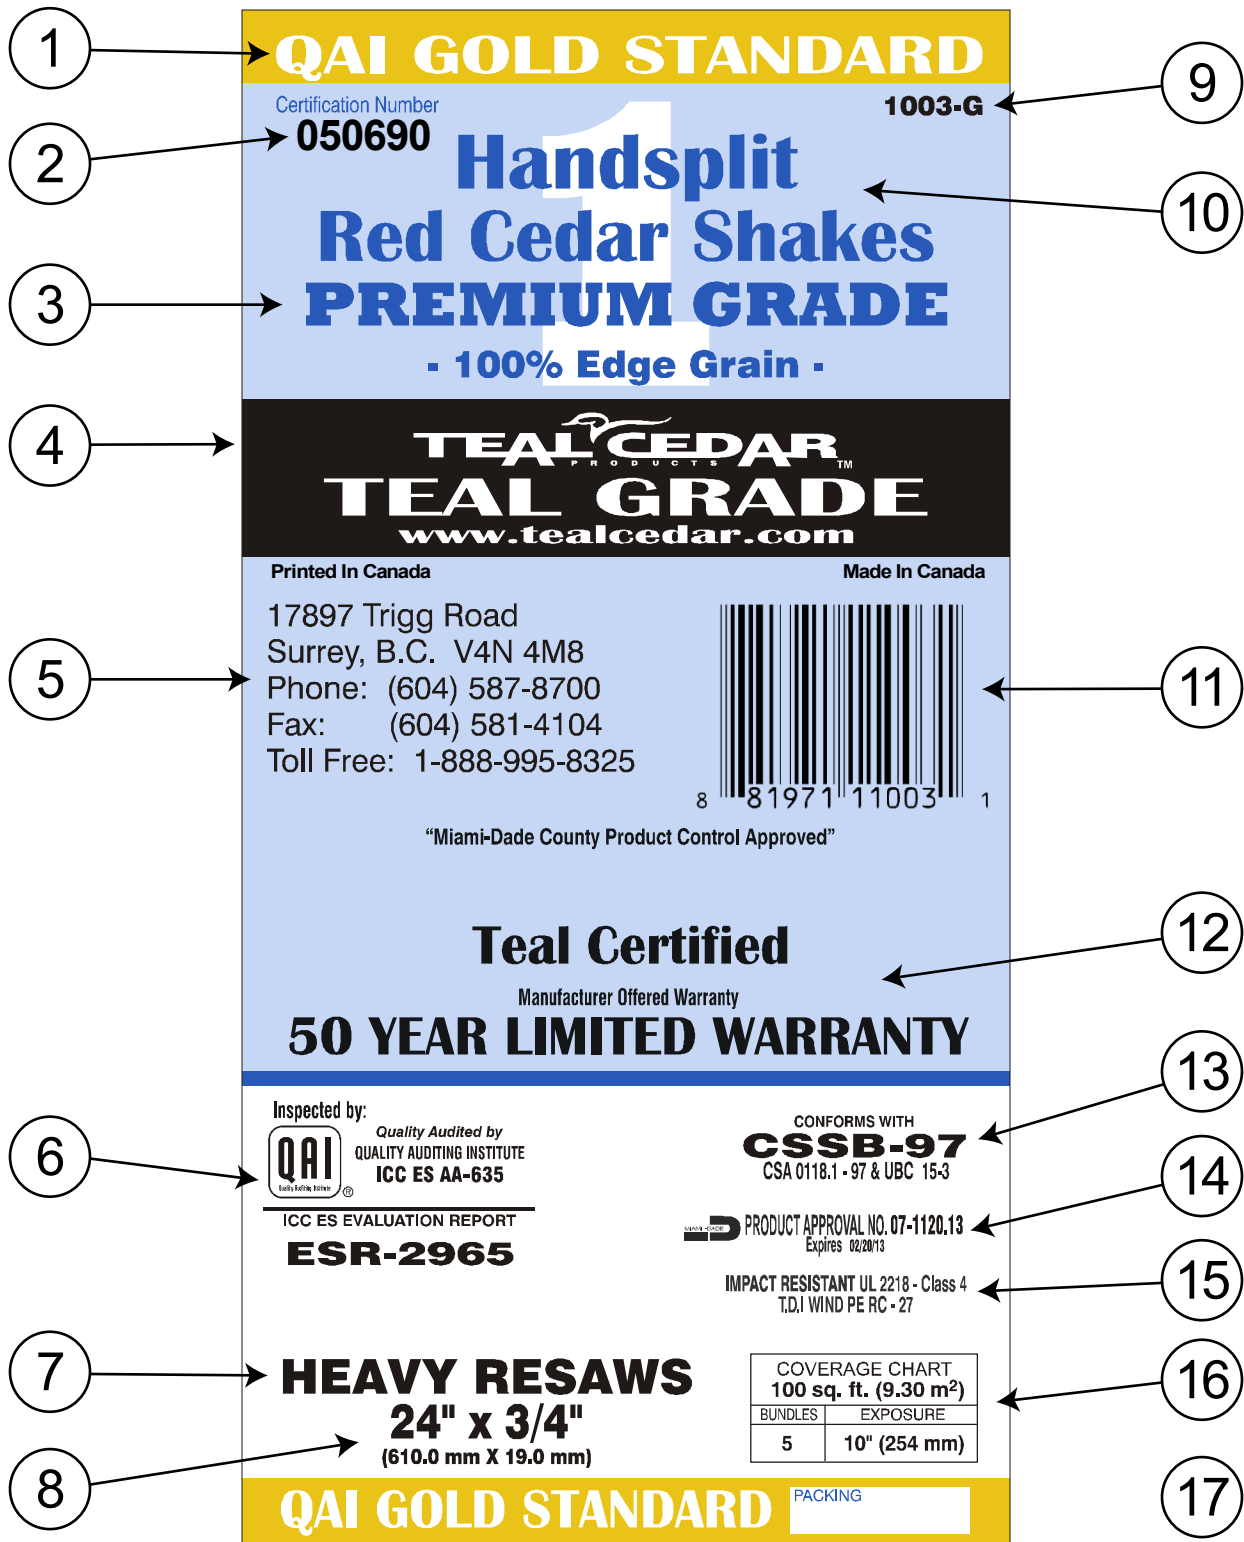 1
QAI GOLD STANDARD
9
Certification Number
1003-G
2
050690
1
Handsplit
10
Red Cedar Shakes
3
PREMIUM GRADE
- 100% Edge Grain -
4
TEAL CEDAR
PRODUCTS
TM
TEAL GRADE
www.tealcedar.com
Printed In Canada
Made In Canada
17897 Trigg Road
Surrey, B.C. V4N 4M8
5
Phone: (604) 587-8700
11
Fax: (604) 581-4104
Toll Free: 1-888-995-8325
8 81971 11003 1
"Miami-Dade County Product Control Approved"
12
Teal Certified
Manufacturer Offered Warranty
50 YEAR LIMITED WARRANTY
13
Inspected by:
6
QAI
Quality Auditing Institute
®
Quality Audited by
QUALITY AUDITING INSTITUTE
ICC ES AA-635
ICC ES EVALUATION REPORT
ESR-2965
CONFORMS WITH
CSSB-97
CSA 0118.1 - 97 & UBC 15-3
14
MIAMI-DADE
PRODUCT APPROVAL NO. 07-1120.13
Expires 02/20/13
15
IMPACT RESISTANT UL 2218 - Class 4
T.D.I WIND PE RC - 27
7
HEAVY RESAWS
24" x 3/4"
8
(610.0 mm X 19.0 mm)
COVERAGE CHART
16
100 sq. ft. (9.30 m²)
BUNDLES EXPOSURE
5 10" (254 mm)
QAI GOLD STANDARD
PACKING
17